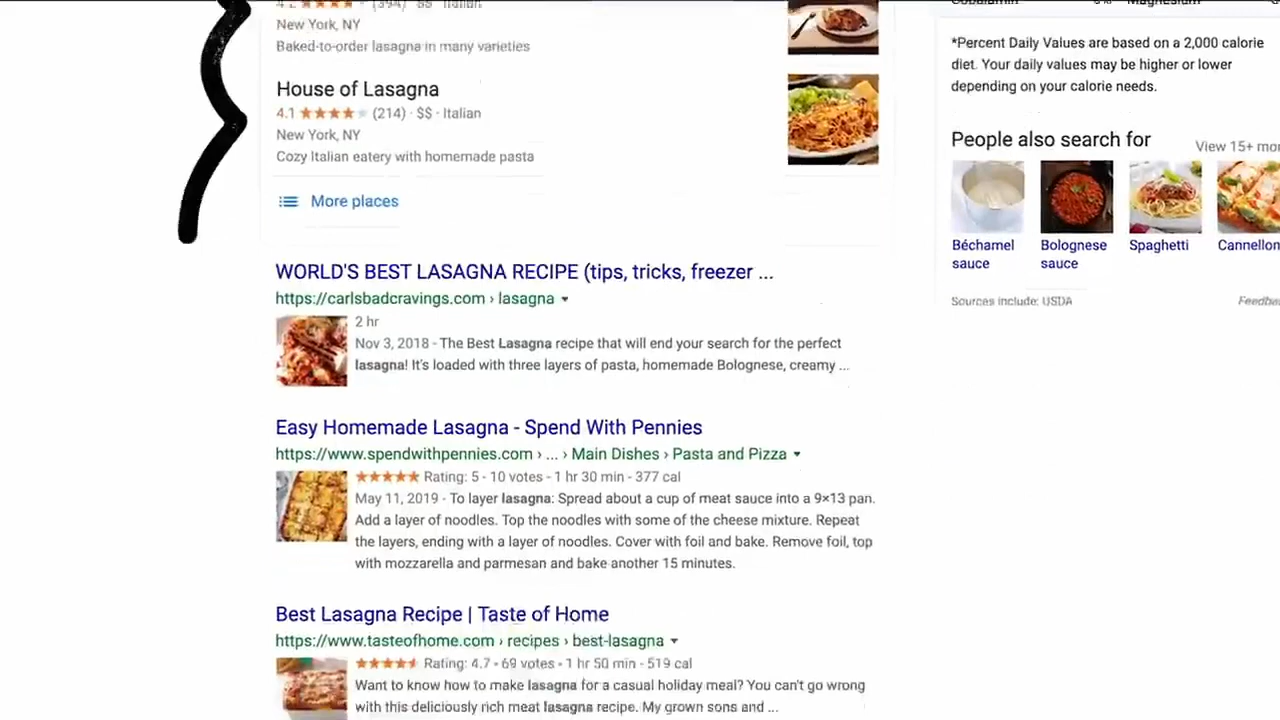 4.2 ★★★★★ (394) · $$ · Italian
New York, NY
Baked-to-order lasagna in many varieties
House of Lasagna
4.1 ★★★★★ (214) · $$ · Italian
New York, NY
Cozy Italian eatery with homemade pasta
More places
WORLD'S BEST LASAGNA RECIPE (tips, tricks, freezer ...
https://carlsbadcravings.com › lasagna
2 hr
Nov 3, 2018 - The Best Lasagna recipe that will end your search for the perfect
lasagna! It's loaded with three layers of pasta, homemade Bolognese, creamy ...
Easy Homemade Lasagna - Spend With Pennies
https://www.spendwithpennies.com › ... › Main Dishes › Pasta and Pizza
★★★★★ Rating: 5 - 10 votes - 1 hr 30 min - 377 cal
May 11, 2019 - To layer lasagna: Spread about a cup of meat sauce into a 9×13 pan.
Add a layer of noodles. Top the noodles with some of the cheese mixture. Repeat
the layers, ending with a layer of noodles. Cover with foil and bake. Remove foil, top
with mozzarella and parmesan and bake another 15 minutes.
Best Lasagna Recipe | Taste of Home
https://www.tasteofhome.com › recipes › best-lasagna
★★★★★ Rating: 4.7 - 69 votes - 1 hr 50 min - 519 cal
Want to know how to make lasagna for a casual holiday meal? You can't go wrong
with this deliciously rich meat lasagna recipe. My grown sons and ...
Cobalamin 6% Magnesium
*Percent Daily Values are based on a 2,000 calorie
diet. Your daily values may be higher or lower
depending on your calorie needs.
People also search for
View 15+ mor
Béchamel sauce
Bolognese sauce
Spaghetti
Cannellon
Sources include: USDA
Feedba